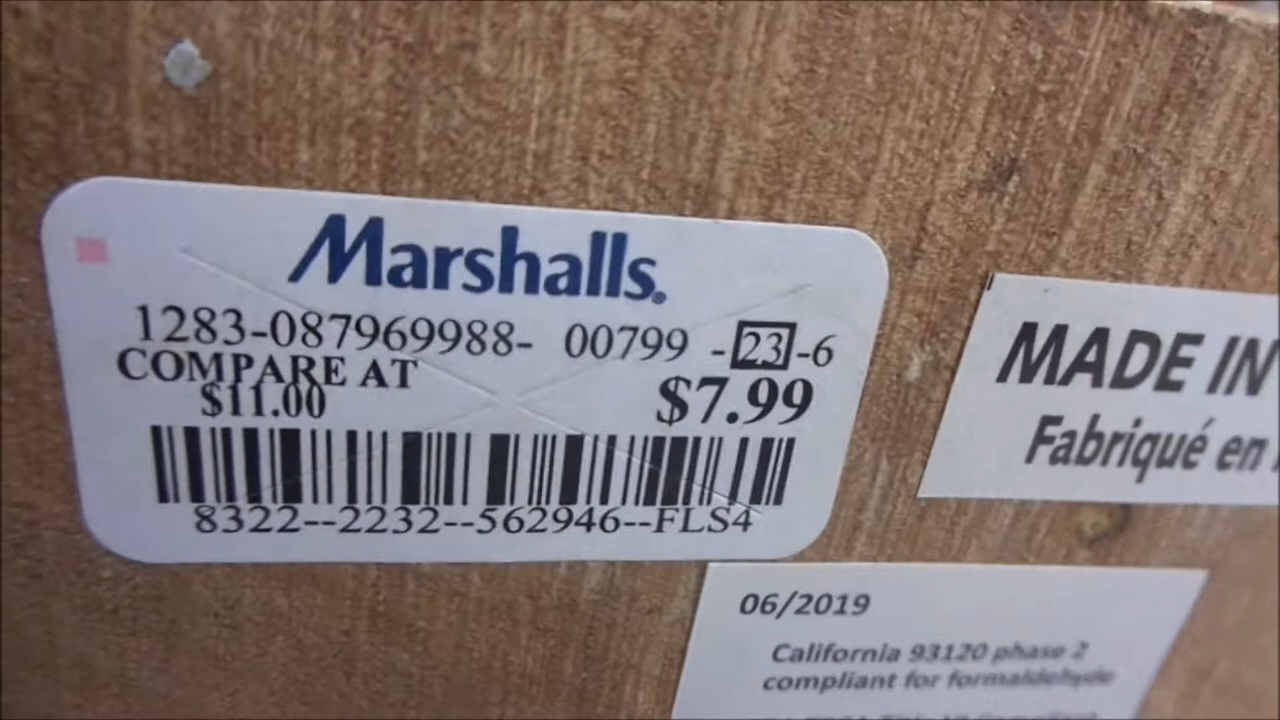 Marshalls.
1283-087969988- 00799 -23-6
COMPARE AT
$11.00
$7.99
8322--2232--562946--FLS4
MADE IN
Fabriqué en
06/2019
California 93120 phase 2
compliant for formaldehyde